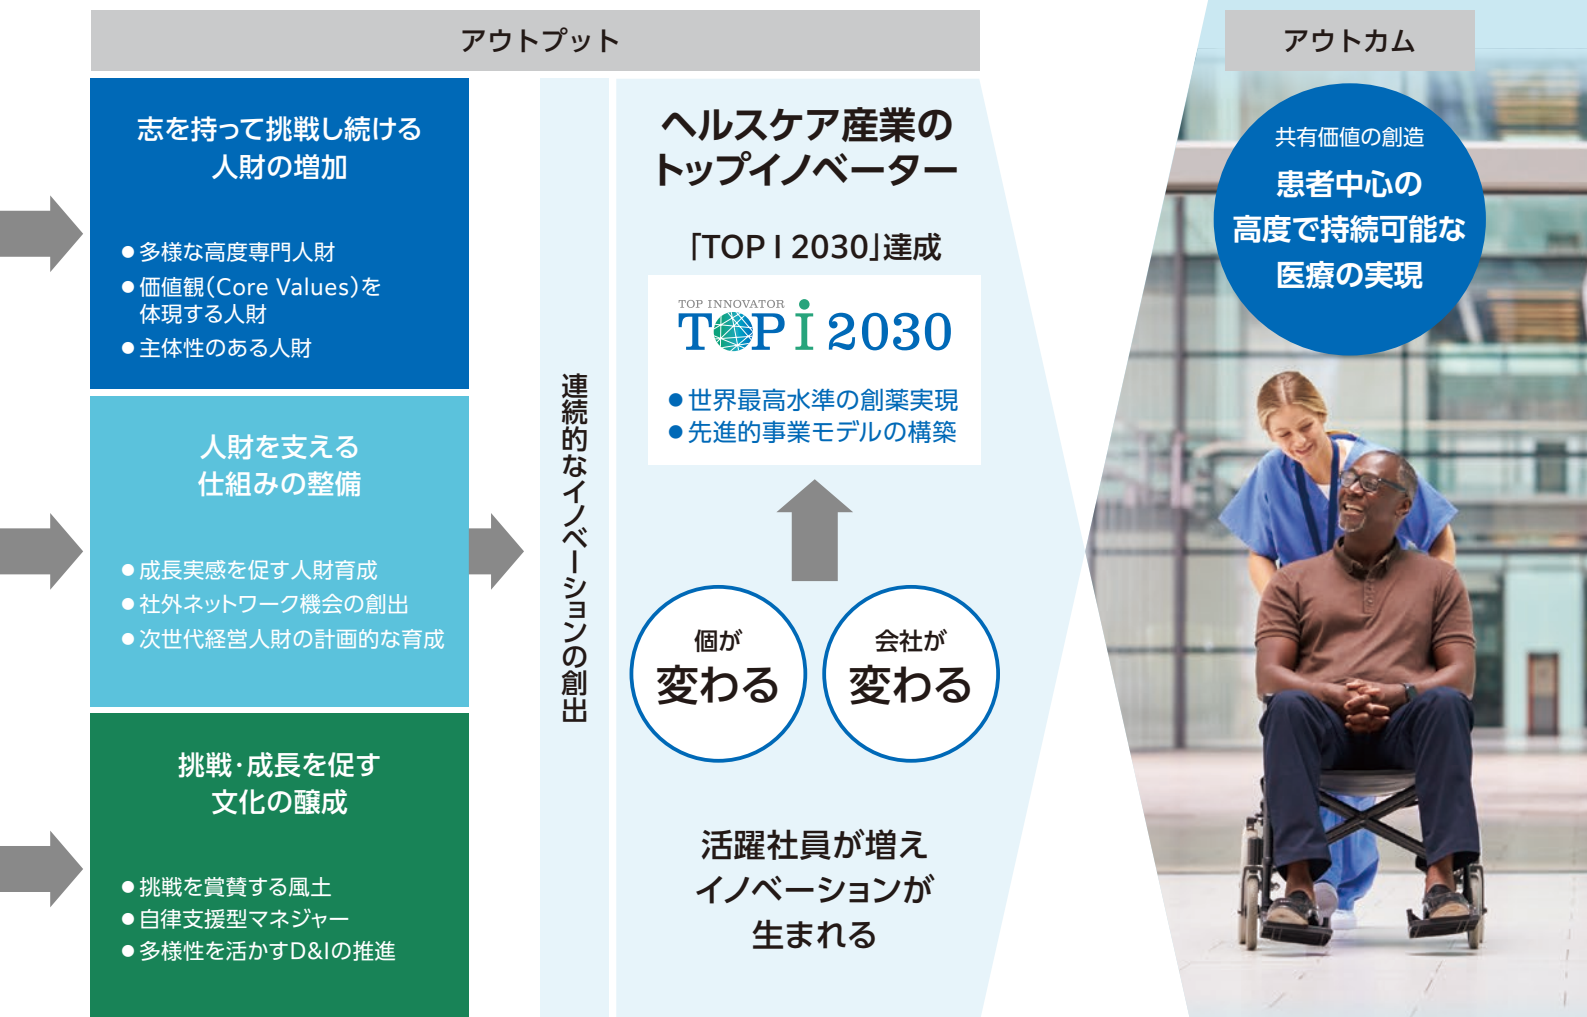 アウトプット
志を持って挑戦し続ける
人財の増加
●多様な高度専門人財
●価値観(Core Values)を
体現する人財
●主体性のある人財
人財を支える
仕組みの整備
●成長実感を促す人財育成
●社外ネットワーク機会の創出
●次世代経営人財の計画的な育成
挑戦・成長を促す
文化の醸成
●挑戦を賞賛する風土
●自律支援型マネジャー
●多様性を活かすD&Iの推進
連続的なイノベーションの創出
ヘルスケア産業の
トップイノベーター
「TOP I 2030」達成
TOP INNOVATOR
TOP i 2030
●世界最高水準の創薬実現
●先進的事業モデルの構築
個が
変わる
会社が
変わる
活躍社員が増え
イノベーションが
生まれる
アウトカム
共有価値の創造
患者中心の
高度で持続可能な
医療の実現